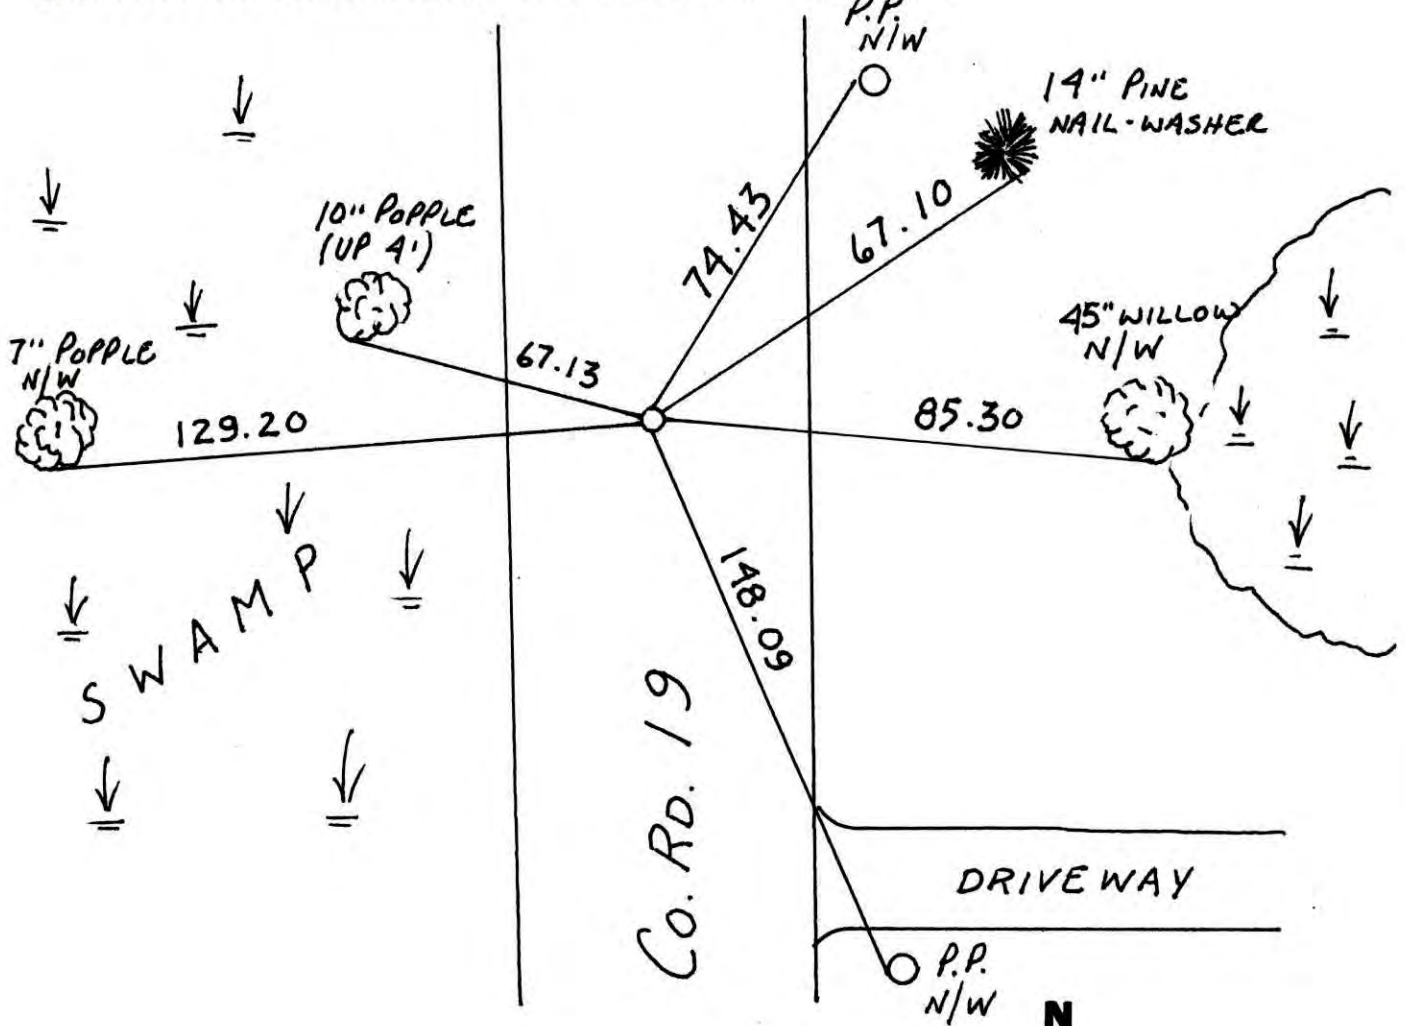 P.P.
N/W
14" PINE
NAIL-WASHER
10" POPPLE
(UP 4')
74.43
67.10
45" WILLOW
N/W
7" POPPLE
N/W
67.13
129.20
85.30
SWAMP
148.09
CO. RD. 19
DRIVEWAY
P.P.
N/W
N